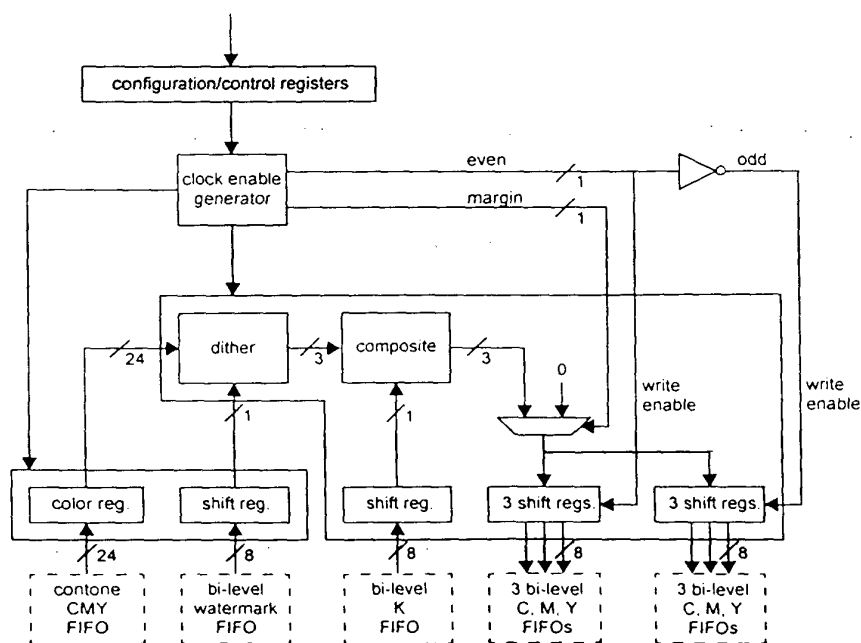 configuration/control registers
clock enable
generator
even
1
odd
margin
1
24
dither
3
composite
3
0
1
1
write
enable
write
enable
color reg.
shift reg.
shift reg.
3 shift regs.
3 shift regs.
24
8
8
8
8
contone
CMY
FIFO
bi-level
watermark
FIFO
bi-level
K
FIFO
3 bi-level
C, M, Y
FIFOs
3 bi-level
C, M, Y
FIFOs